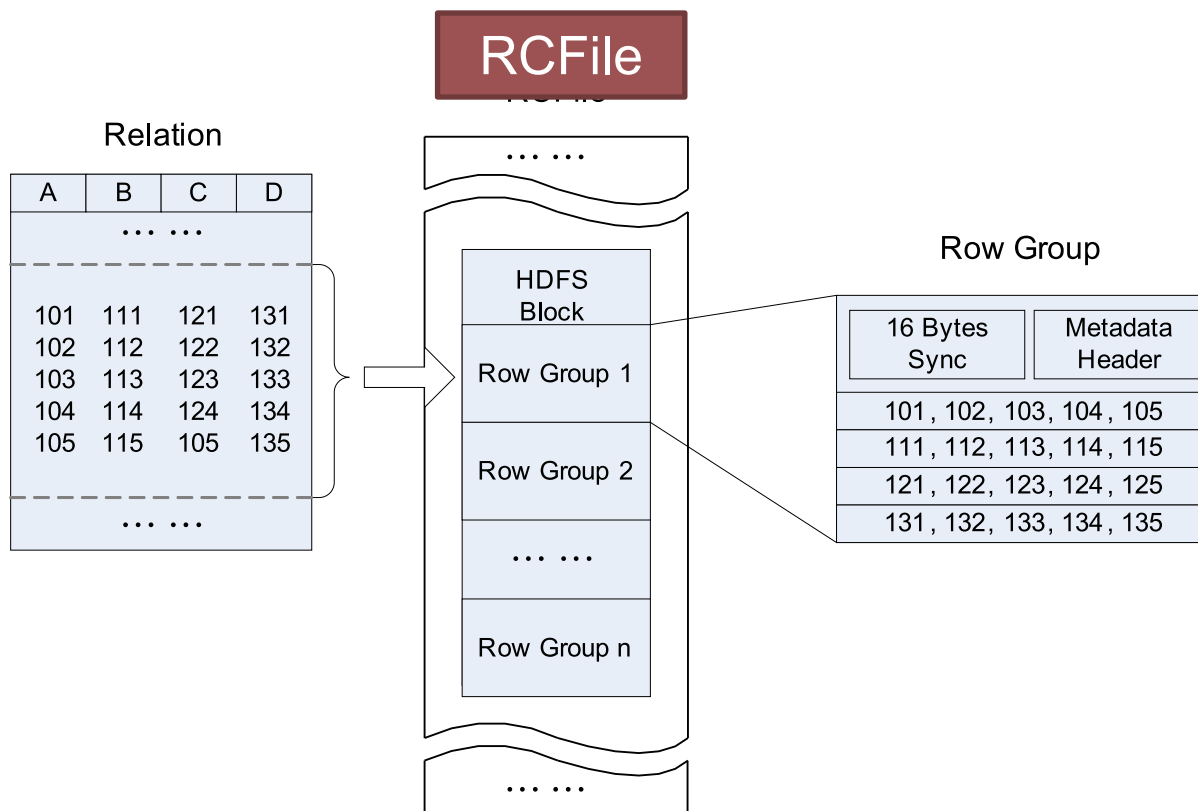 RCFile
RCFile
Relation
A B C D
... ...
101 111 121 131
102 112 122 132
103 113 123 133
104 114 124 134
105 115 105 135
... ...
... ...
HDFS
Block
Row Group 1
Row Group 2
... ...
Row Group n
... ...
Row Group
16 Bytes
Sync
Metadata
Header
101, 102, 103, 104, 105
111, 112, 113, 114, 115
121, 122, 123, 124, 125
131, 132, 133, 134, 135